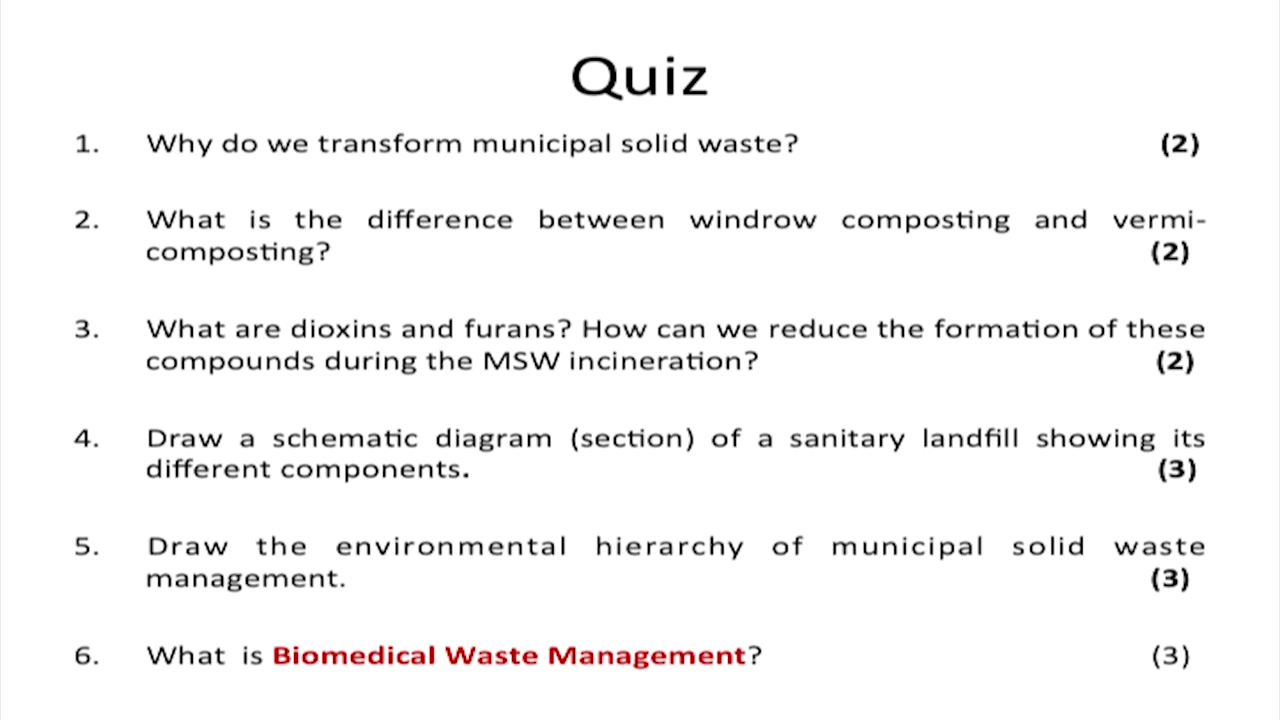 Quiz
1. Why do we transform municipal solid waste? (2)
2. What is the difference between windrow composting and vermi-
composting? (2)
3. What are dioxins and furans? How can we reduce the formation of these
compounds during the MSW incineration? (2)
4. Draw a schematic diagram (section) of a sanitary landfill showing its
different components. (3)
5. Draw the environmental hierarchy of municipal solid waste
management. (3)
6. What is Biomedical Waste Management? (3)